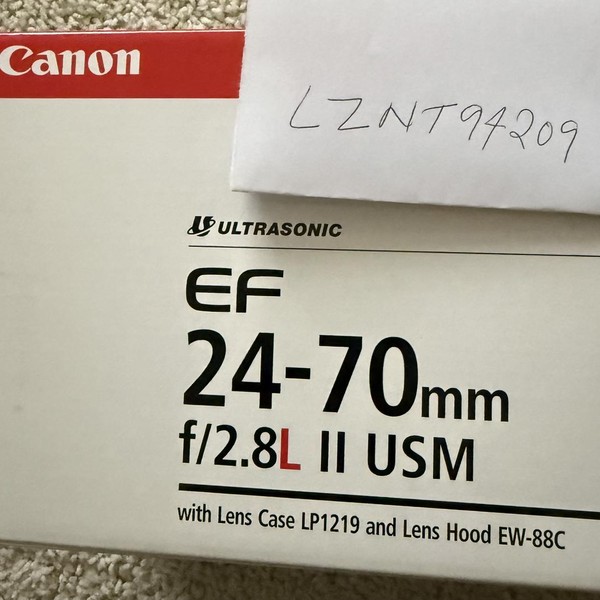 Canon
LZNT94209
ULTRASONIC
EF
24-70mm
f/2.8L II USM
with Lens Case LP1219 and Lens Hood EW-88C